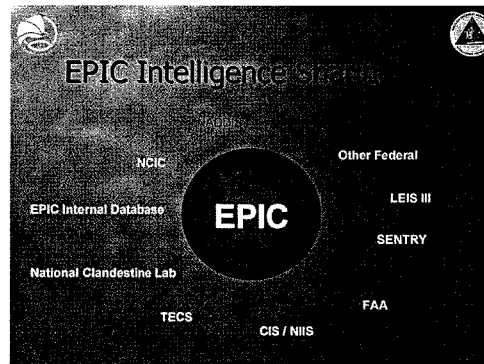 EPIC Intelligence
NCIC
Other Federal
EPIC Internal Database
EPIC
LEIS III
SENTRY
National Clandestine Lab
FAA
TECS
CIS / NIIS